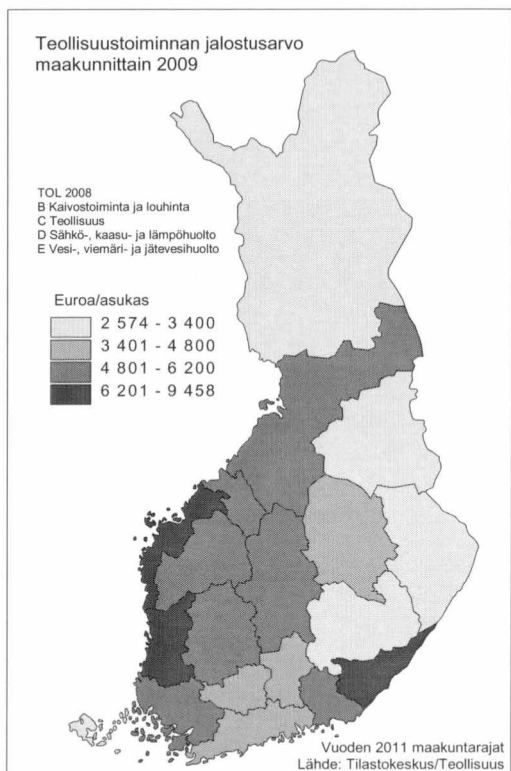 Teollisuustoiminnan jalostusarvo
maakunnittain 2009
TOL 2008
B Kaivostoiminta ja louhinta
C Teollisuus
D Sähkö-, kaasu- ja lämpöhuolto
E Vesi-, viemäri- ja jätevesihuolto
Euroa/asukas
2 574 - 3 400
3 401 - 4 800
4 801 - 6 200
6 201 - 9 458
Vuoden 2011 maakuntarajat
Lähde: Tilastokeskus/Teollisuus